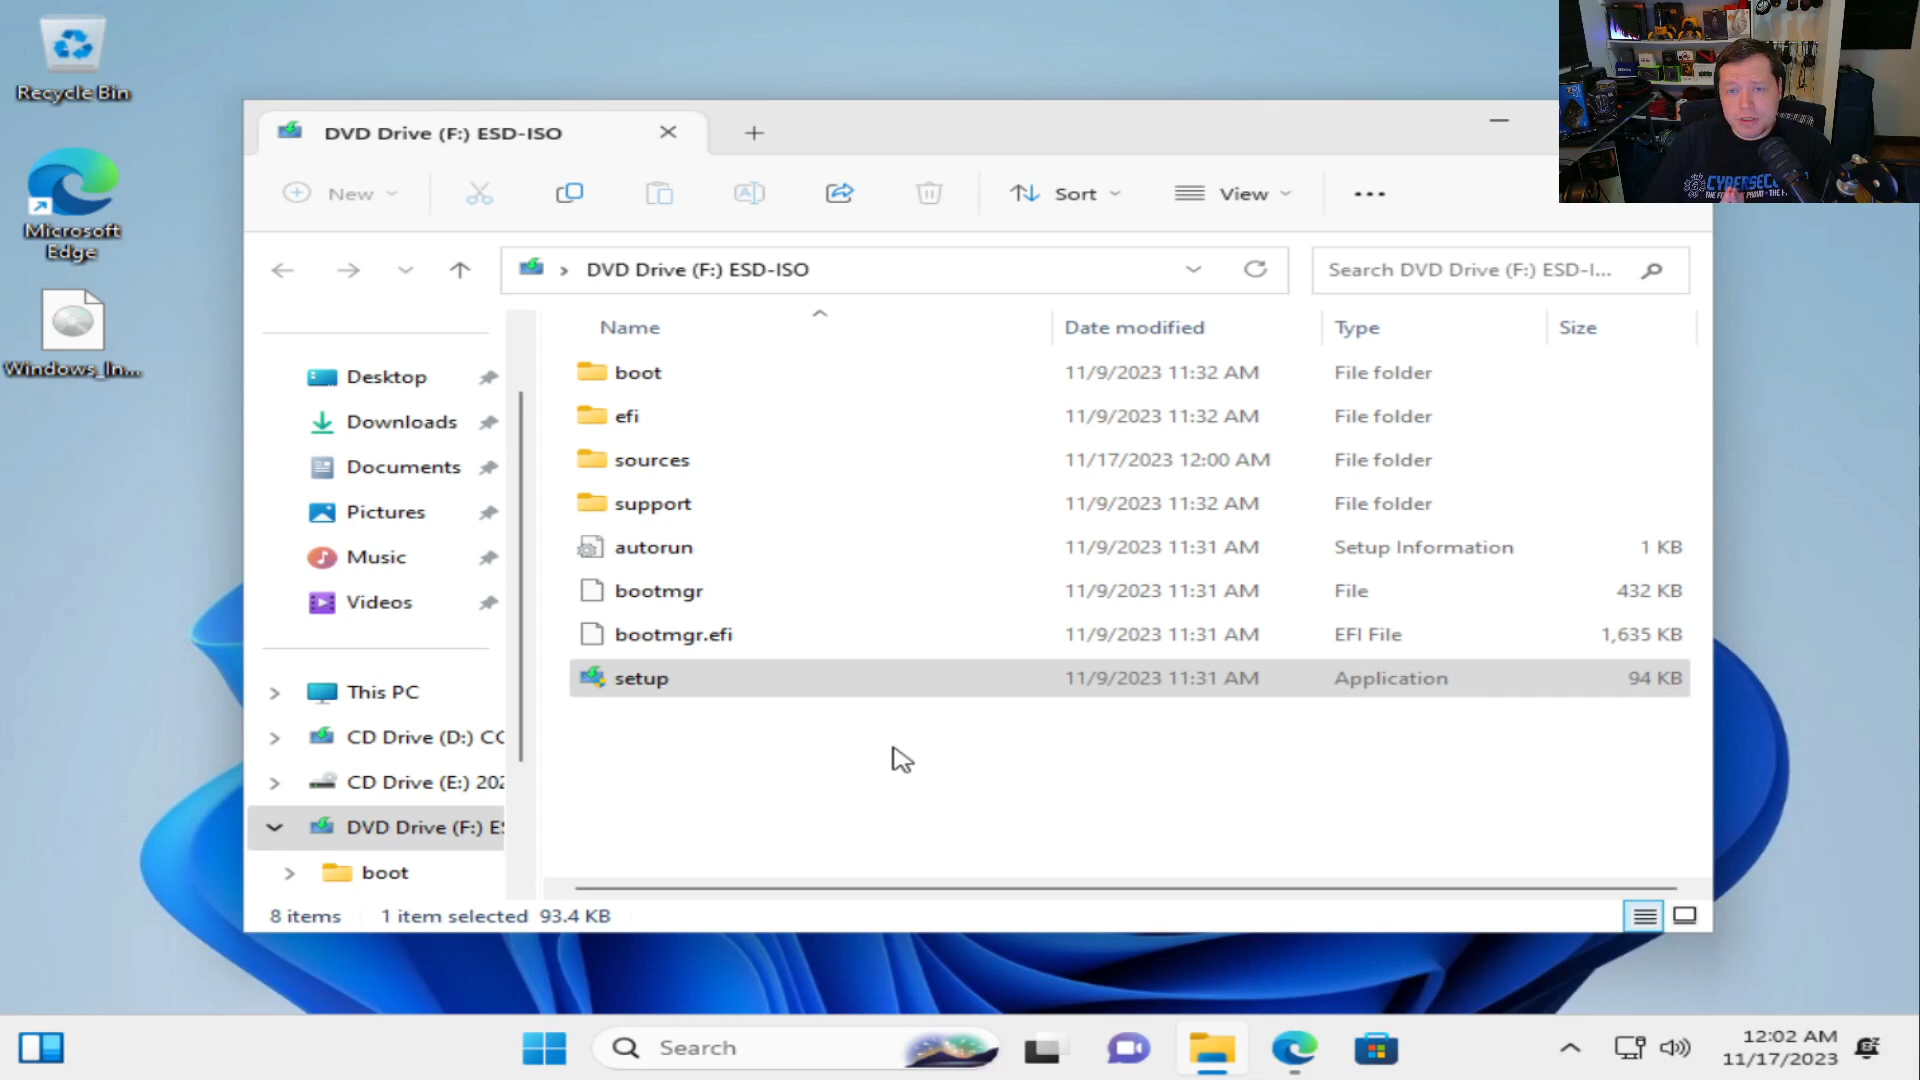 Recycle Bin
Microsoft Edge
Windows_In...
DVD Drive (F:) ESD-ISO
New
Sort
View
DVD Drive (F:) ESD-ISO
Search DVD Drive (F:) ESD-I...
Name Date modified Type Size
boot 11/9/2023 11:32 AM File folder
efi 11/9/2023 11:32 AM File folder
sources 11/17/2023 12:00 AM File folder
support 11/9/2023 11:32 AM File folder
autorun 11/9/2023 11:31 AM Setup Information 1 KB
bootmgr 11/9/2023 11:31 AM File 432 KB
bootmgr.efi 11/9/2023 11:31 AM EFI File 1,635 KB
setup 11/9/2023 11:31 AM Application 94 KB
Desktop
Downloads
Documents
Pictures
Music
Videos
This PC
CD Drive (D:) CC
CD Drive (E:) 202
DVD Drive (F:) ES
boot
8 items 1 item selected 93.4 KB
Search
12:02 AM
11/17/2023